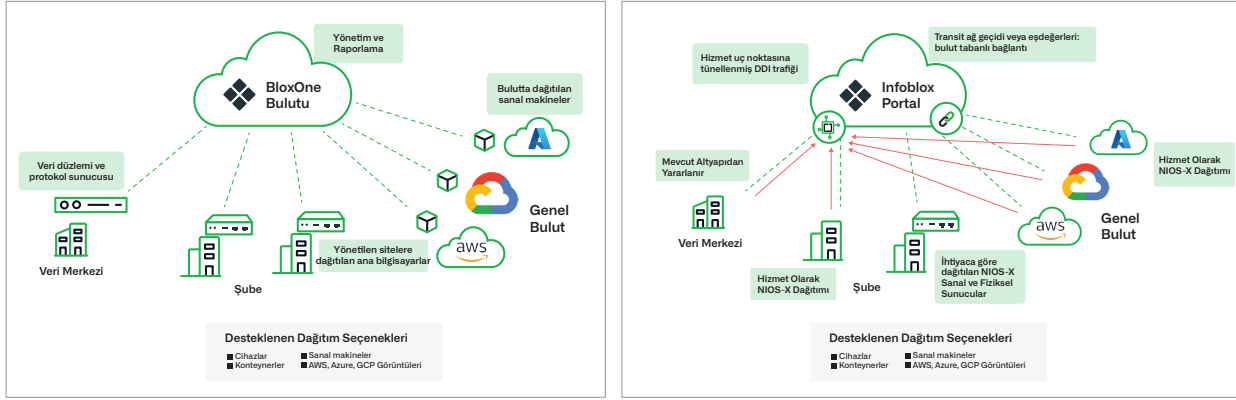 Yönetim ve
Raporlama
BloxOne
Bulutu
Bulutta dağıtılan
sanal makineler
Veri düzlemi ve
protokol sunucusu
Veri Merkezi
Yönetilen sitelere
dağıtılan ana bilgisayarlar
Şube
Genel
Bulut
aws
Desteklenen Dağıtım Seçenekleri
Cihazlar
Konteynerler
Sanal makineler
AWS, Azure, GCP Görüntüleri
Hizmet uç noktasına
tünellenmiş DDI trafiği
Transit ağ geçidi veya eşdeğerleri:
bulut tabanlı bağlantı
Infoblox
Portal
Mevcut Altyapıdan
Yararlanır
Veri Merkezi
Hizmet Olarak
NIOS-X Dağıtımı
Genel
Bulut
aws
Hizmet Olarak
NIOS-X Dağıtımı
Şube
İhtiyaca göre
dağıtılan NIOS-X
Sanal ve Fiziksel
Sunucular
Desteklenen Dağıtım Seçenekleri
Cihazlar
Konteynerler
Sanal makineler
AWS, Azure, GCP Görüntüleri